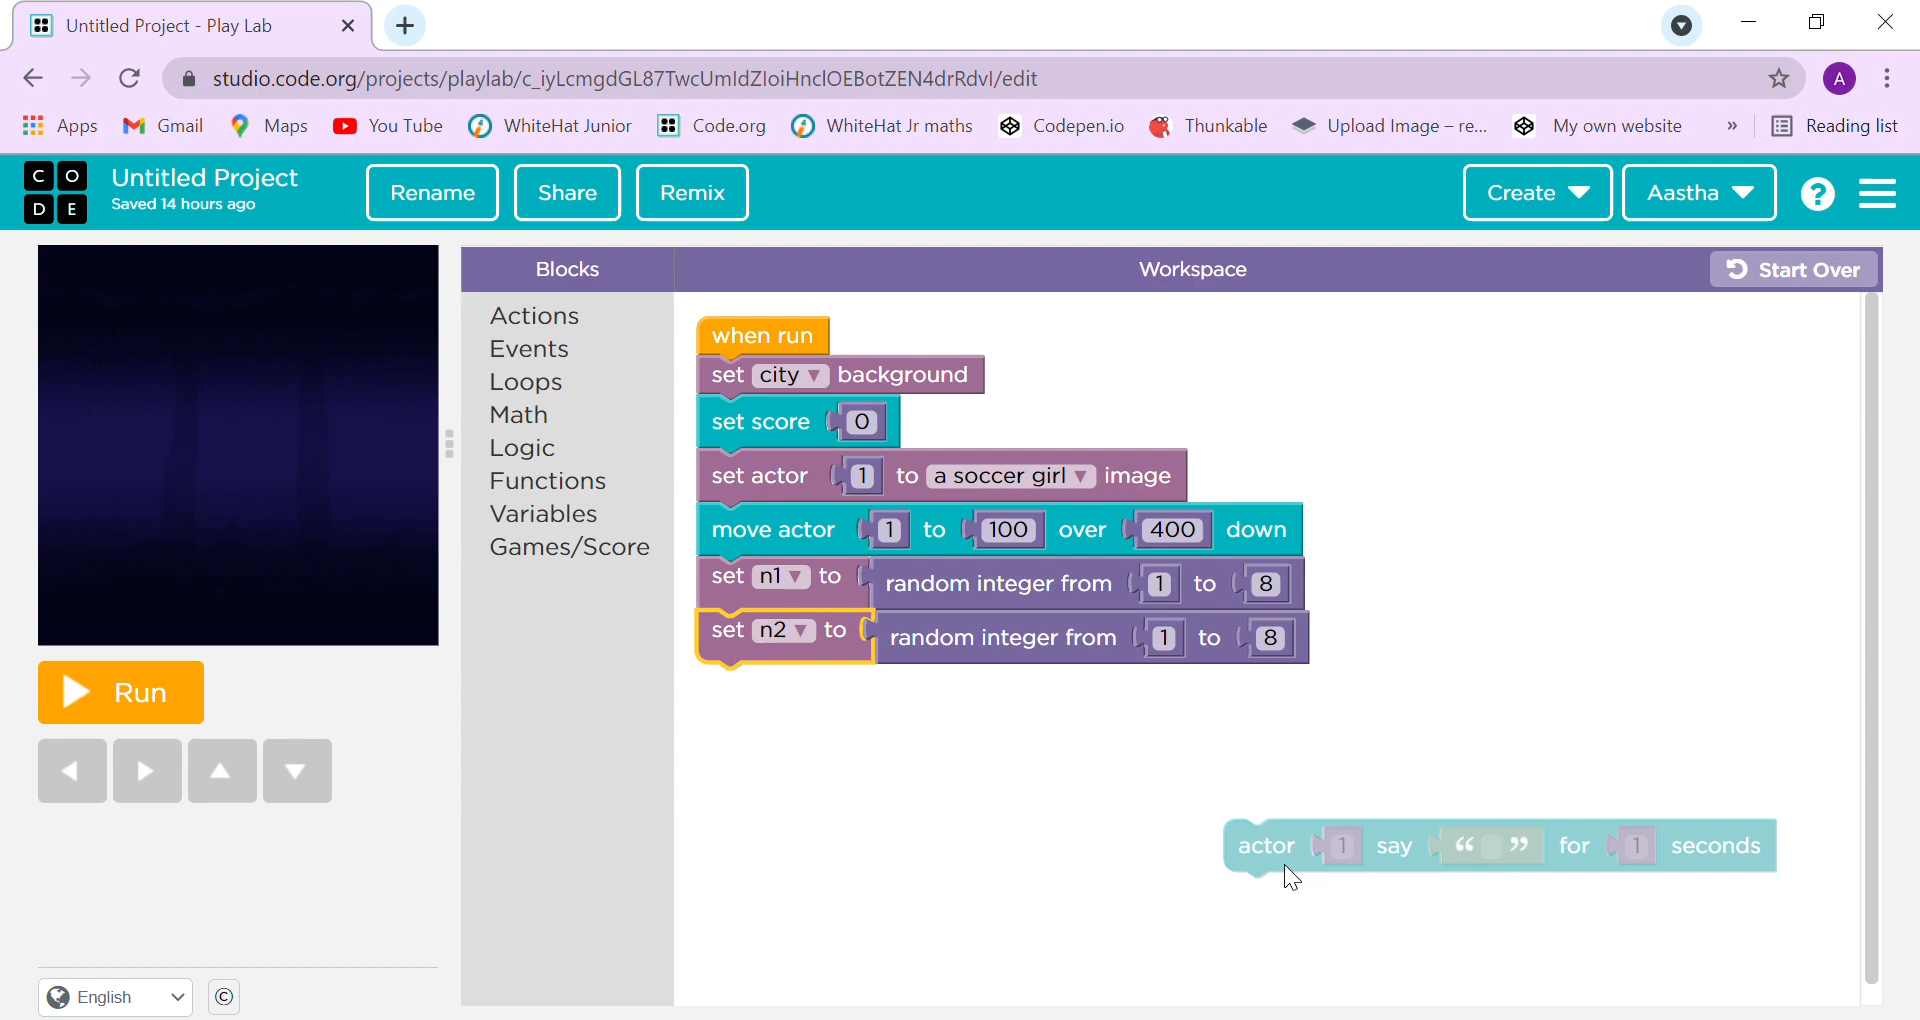 Untitled Project - Play Lab
studio.code.org/projects/playlab/c_iyLcmgdGL87TwcUmIdZIoiHnclOEBotZEN4drRdvI/edit
A
Apps Gmail Maps You Tube WhiteHat Junior Code.org WhiteHat Jr maths Codepen.io Thunkable Upload Image – re... My own website » Reading list
C O D E
Untitled Project
Saved 14 hours ago
Rename Share Remix Create Aastha ?
Blocks Workspace Start Over
Actions
Events
Loops
Math
Logic
Functions
Variables
Games/Score
when run
set city background
set score 0
set actor 1 to a soccer girl image
move actor 1 to 100 over 400 down
set n1 to random integer from 1 to 8
set n2 to random integer from 1 to 8
actor 1 say “ ” for 1 seconds
Run
English ©